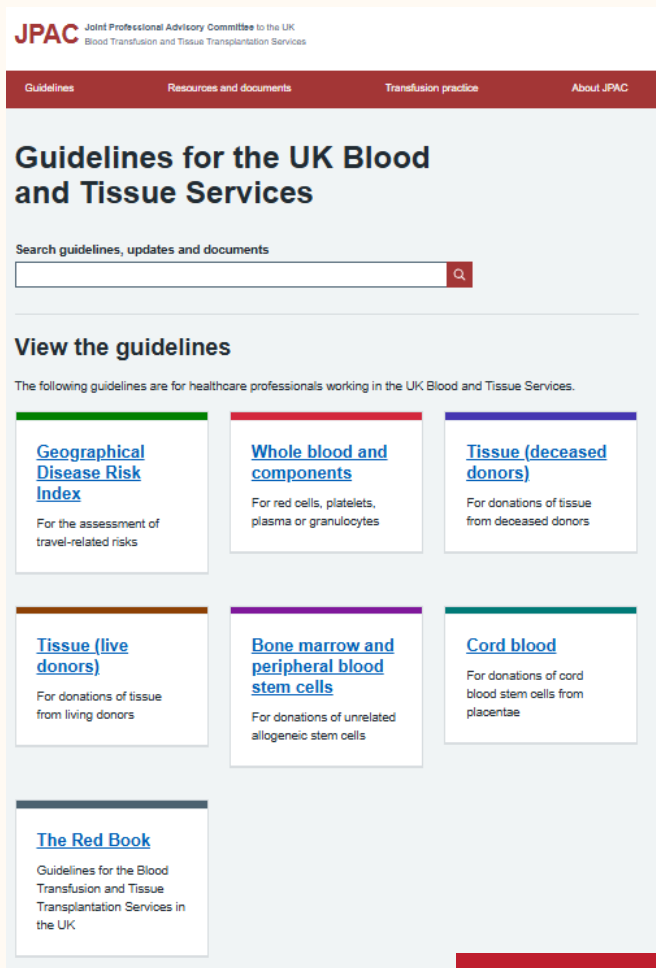 JPAC Joint Professional Advisory Committee to the UK
Blood Transfusion and Tissue Transplantation Services
Guidelines Resources and documents Transfusion practice About JPAC
Guidelines for the UK Blood
and Tissue Services
Search guidelines, updates and documents
View the guidelines
The following guidelines are for healthcare professionals working in the UK Blood and Tissue Services.
Geographical
Disease Risk
Index
For the assessment of
travel-related risks
Whole blood and
components
For red cells, platelets,
plasma or granulocytes
Tissue (deceased
donors)
For donations of tissue
from deceased donors
Tissue (live
donors)
For donations of tissue
from living donors
Bone marrow and
peripheral blood
stem cells
For donations of unrelated
allogeneic stem cells
Cord blood
For donations of cord
blood stem cells from
placentae
The Red Book
Guidelines for the Blood
Transfusion and Tissue
Transplantation Services in
the UK